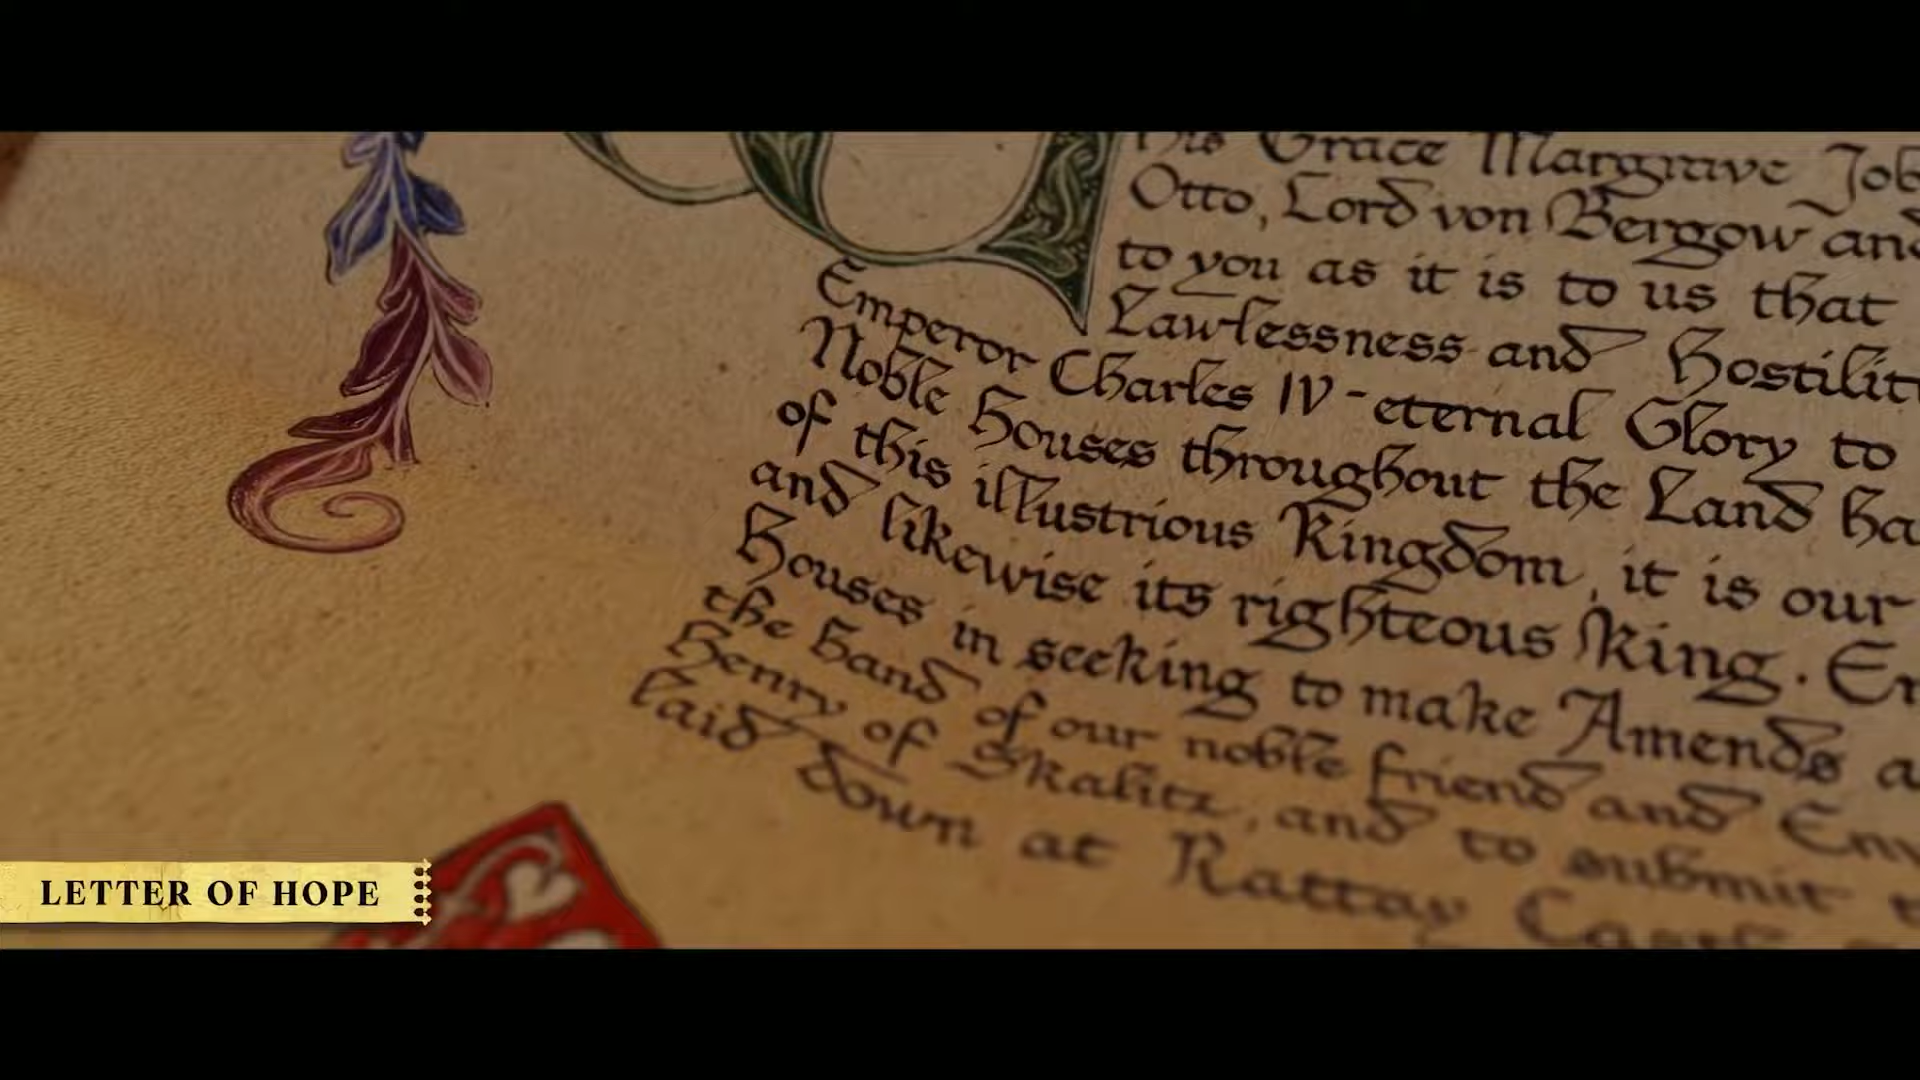 His Grace Margrave Job
Otto, Lord von Bergow and
to you as it is to us that
Lawlessness and Hostilit
Emperor Charles IV - eternal Glory to
Noble Houses throughout the Land ha
of this illustrious Kingdom, it is our
and likewise its righteous King. En
Houses in seeking to make Amends a
the hand of our noble friend and Env
Henry of Skalitz, and to submit t
laid down at Rattay Castle
LETTER OF HOPE